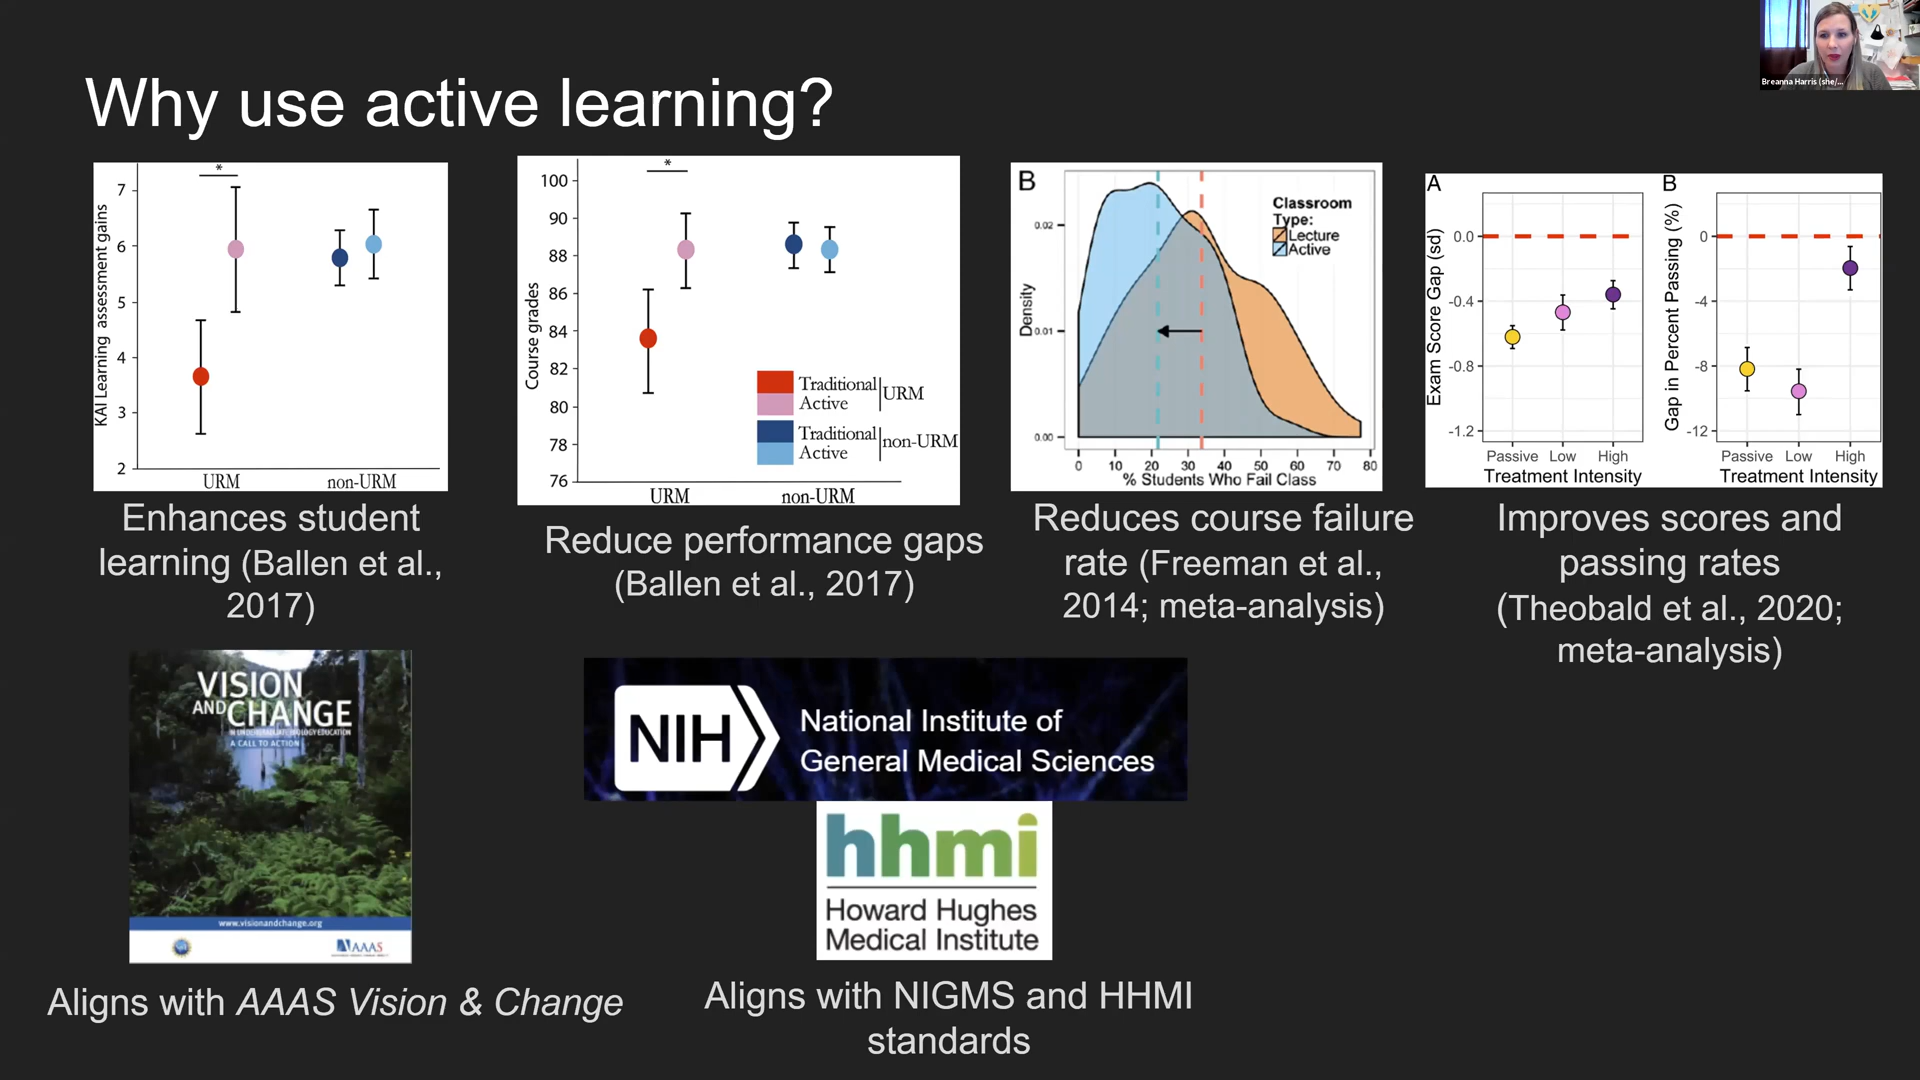 Breanna Harris (she/...
Why use active learning?
*
7
6
5
4
3
2
KAI Learning assessment gains
URM
non-URM
Enhances student
learning (Ballen et al.,
2017)
*
100
90
88
86
84
82
80
78
76
Course grades
Traditional
Active
URM
Traditional
Active
non-URM
URM
non-URM
Reduce performance gaps
(Ballen et al., 2017)
B
Classroom
Type:
Lecture
Active
0.02
0.01
0.00
Density
0 10 20 30 40 50 60 70 80
% Students Who Fail Class
Reduces course failure
rate (Freeman et al.,
2014; meta-analysis)
A
Exam Score Gap (sd)
0.0
-0.4
-0.8
-1.2
Passive Low High
Treatment Intensity
B
Gap in Percent Passing (%)
0
-4
-8
-12
Passive Low High
Treatment Intensity
Improves scores and
passing rates
(Theobald et al., 2020;
meta-analysis)
VISION
AND CHANGE
IN UNDERGRADUATE BIOLOGY EDUCATION
A CALL TO ACTION
www.visionandchange.org
AAAS
Aligns with AAAS Vision & Change
NIH
National Institute of
General Medical Sciences
hhmi
Howard Hughes
Medical Institute
Aligns with NIGMS and HHMI
standards